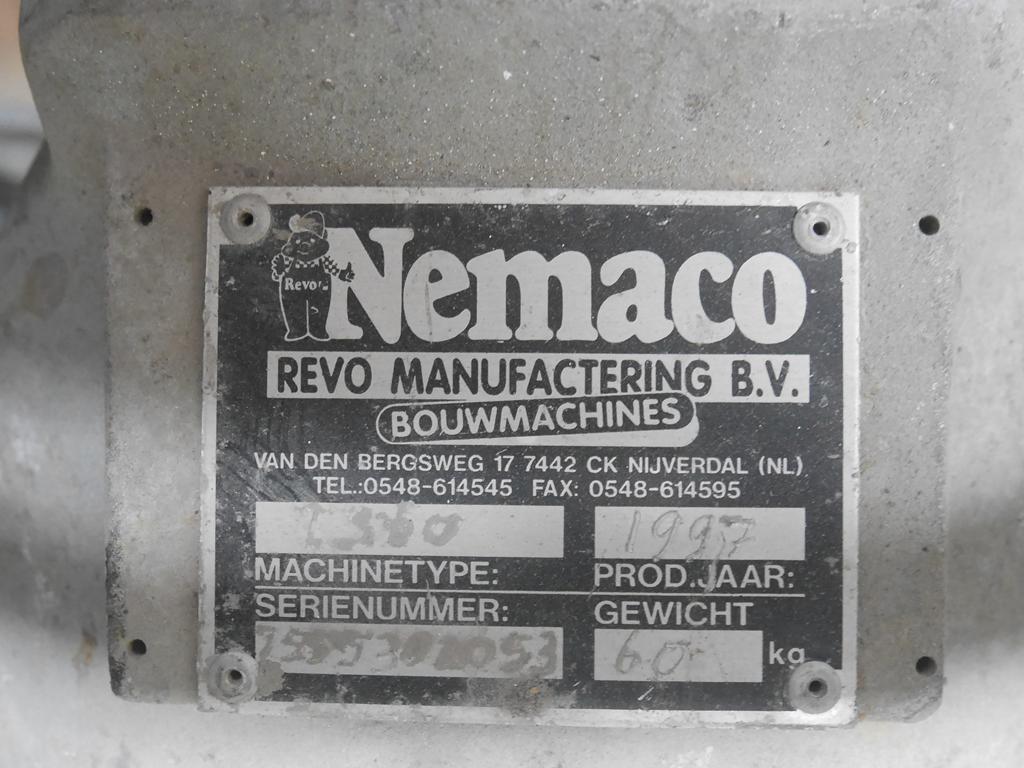 Revo
Nemaco
REVO MANUFACTERING B.V.
BOUWMACHINES
VAN DEN BERGSWEG 17 7442 CK NIJVERDAL (NL)
TEL.:0548-614545 FAX: 0548-614595
1997
MACHINETYPE: PROD.JAAR:
SERIENUMMER: GEWICHT
60 kg